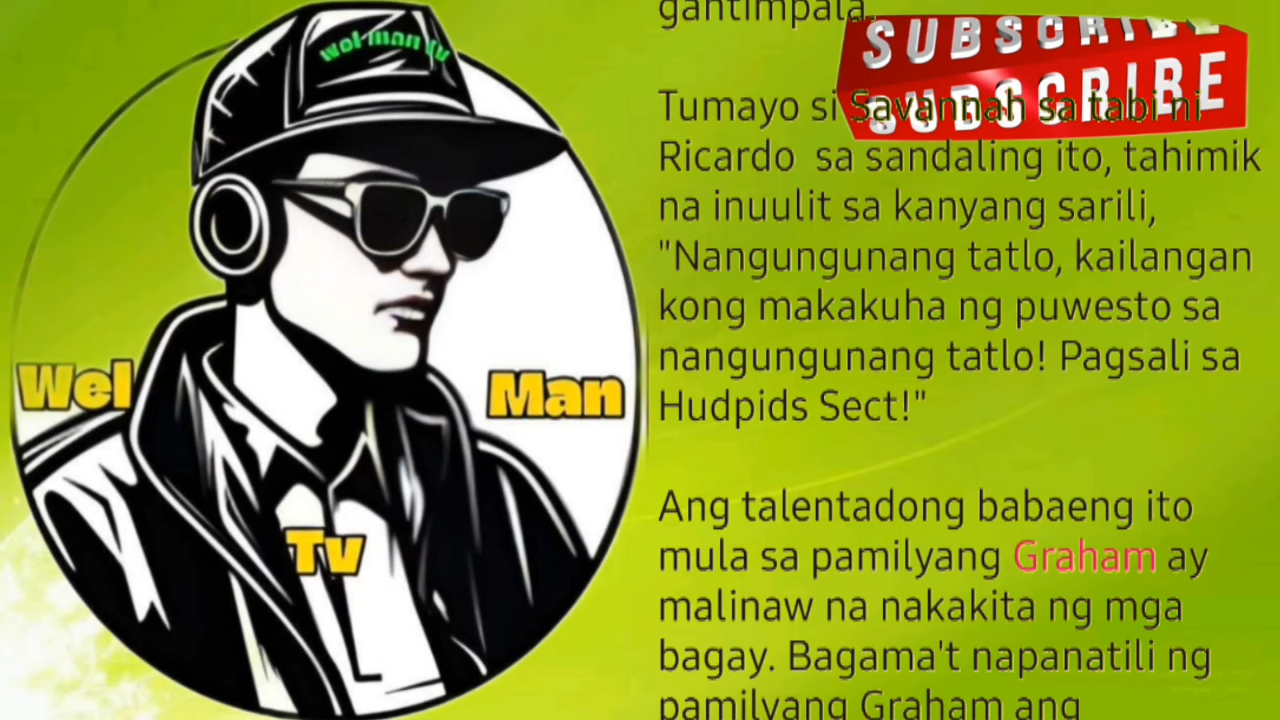 wel man tv
Wel
Man
Tv
gantimpala.
SUBSCRIBE
SUBSCRIBE
Tumayo si Savannah sa tabi ni
Ricardo sa sandaling ito, tahimik
na inuulit sa kanyang sarili,
"Nangungunang tatlo, kailangan
kong makakuha ng puwesto sa
nangungunang tatlo! Pagsali sa
Hudpids Sect!"
Ang talentadong babaeng ito
mula sa pamilyang Graham ay
malinaw na nakakita ng mga
bagay. Bagama't napanatili ng
pamilyang Graham ang